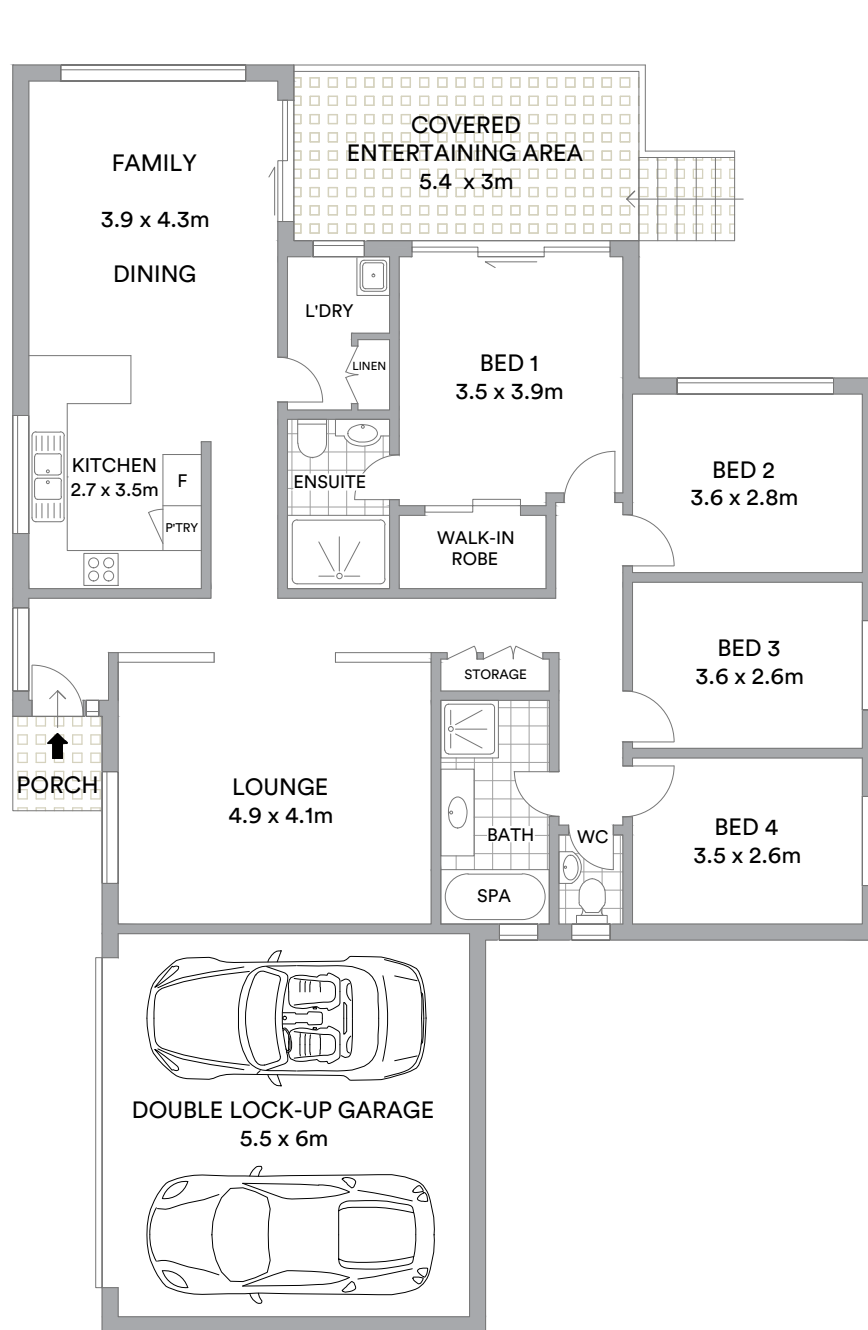 FAMILY
3.9 x 4.3m
DINING
COVERED
ENTERTAINING AREA
5.4 x 3m
L'DRY
LINEN
BED 1
3.5 x 3.9m
KITCHEN
2.7 x 3.5m
F
P'TRY
ENSUITE
WALK-IN
ROBE
BED 2
3.6 x 2.8m
BED 3
3.6 x 2.6m
STORAGE
PORCH
LOUNGE
4.9 x 4.1m
BATH
SPA
WC
BED 4
3.5 x 2.6m
DOUBLE LOCK-UP GARAGE
5.5 x 6m